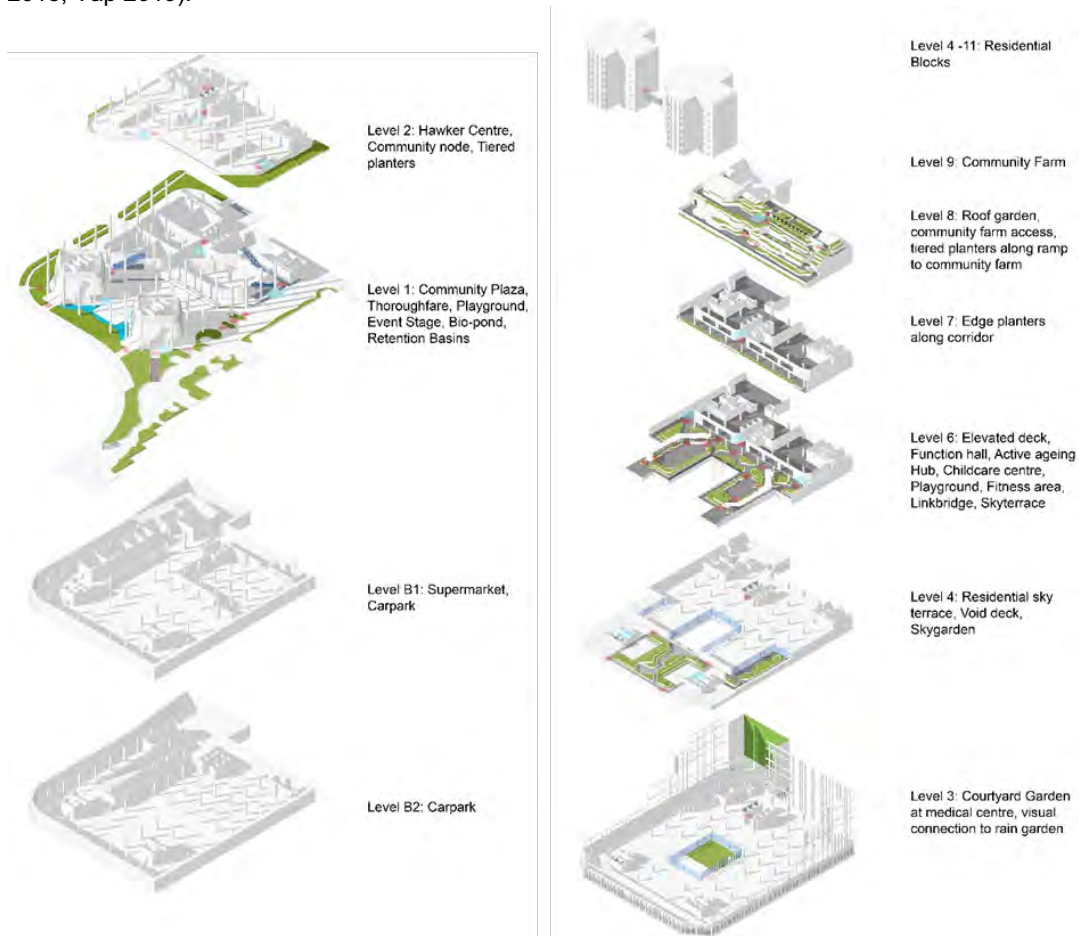 Level 2: Hawker Centre,
Community node, Tiered
planters
Level 1: Community Plaza,
Thoroughfare, Playground,
Event Stage, Bio-pond,
Retention Basins
Level B1: Supermarket,
Carpark
Level B2: Carpark
Level 4 -11: Residential
Blocks
Level 9: Community Farm
Level 8: Roof garden,
community farm access,
tiered planters along ramp
to community farm
Level 7: Edge planters
along corridor
Level 6: Elevated deck,
Function hall, Active ageing
Hub, Childcare centre,
Playground, Fitness area,
Linkbridge, Skyterrace
Level 4: Residential sky
terrace, Void deck,
Skygarden
Level 3: Courtyard Garden
at medical centre, visual
connection to rain garden